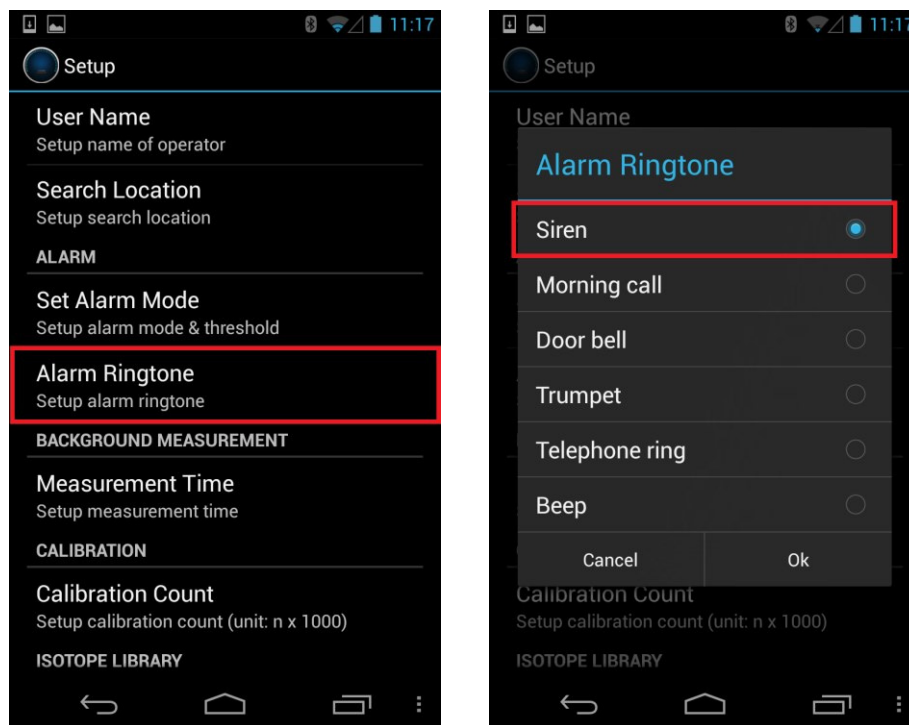 11:17
Setup
User Name
Setup name of operator
Search Location
Setup search location
ALARM
Set Alarm Mode
Setup alarm mode & threshold
Alarm Ringtone
Setup alarm ringtone
BACKGROUND MEASUREMENT
Measurement Time
Setup measurement time
CALIBRATION
Calibration Count
Setup calibration count (unit: n x 1000)
ISOTOPE LIBRARY
11:17
Setup
User Name
Alarm Ringtone
Siren
Morning call
Door bell
Trumpet
Telephone ring
Beep
Cancel Ok
Calibration Count
Setup calibration count (unit: n x 1000)
ISOTOPE LIBRARY